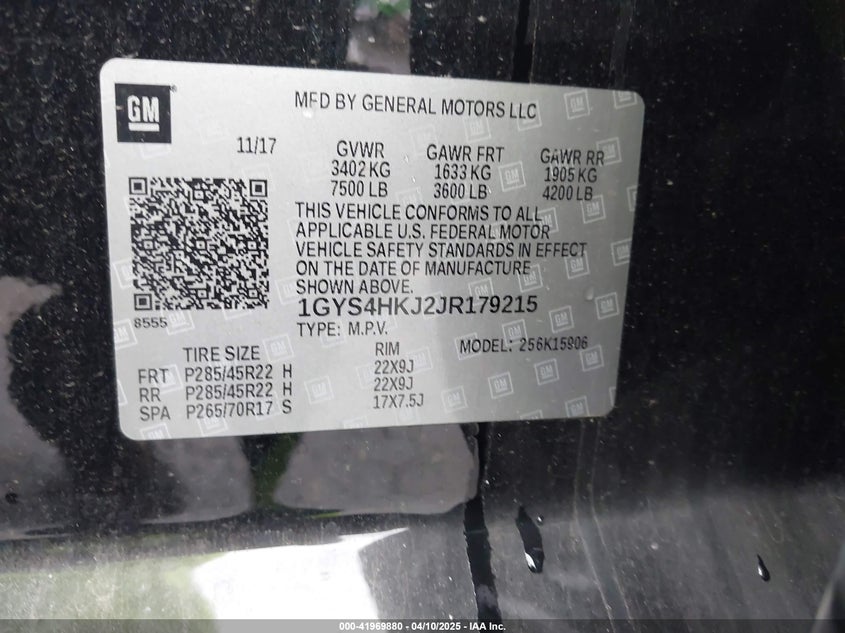 GM
MFD BY GENERAL MOTORS LLC
11/17
GVWR GAWR FRT GAWR RR
3402 KG 1633 KG 1905 KG
7500 LB 3600 LB 4200 LB
THIS VEHICLE CONFORMS TO ALL
APPLICABLE U.S. FEDERAL MOTOR
VEHICLE SAFETY STANDARDS IN EFFECT
ON THE DATE OF MANUFACTURE
SHOWN ABOVE.
1GYS4HKJ2JR179215
8555
TYPE: M.P.V. MODEL: 256K15906
TIRE SIZE RIM
FRT P285/45R22 H 22X9J
RR P285/45R22 H 22X9J
SPA P265/70R17 S 17X7.5J
000-41969880 - 04/10/2025 - IAA Inc.